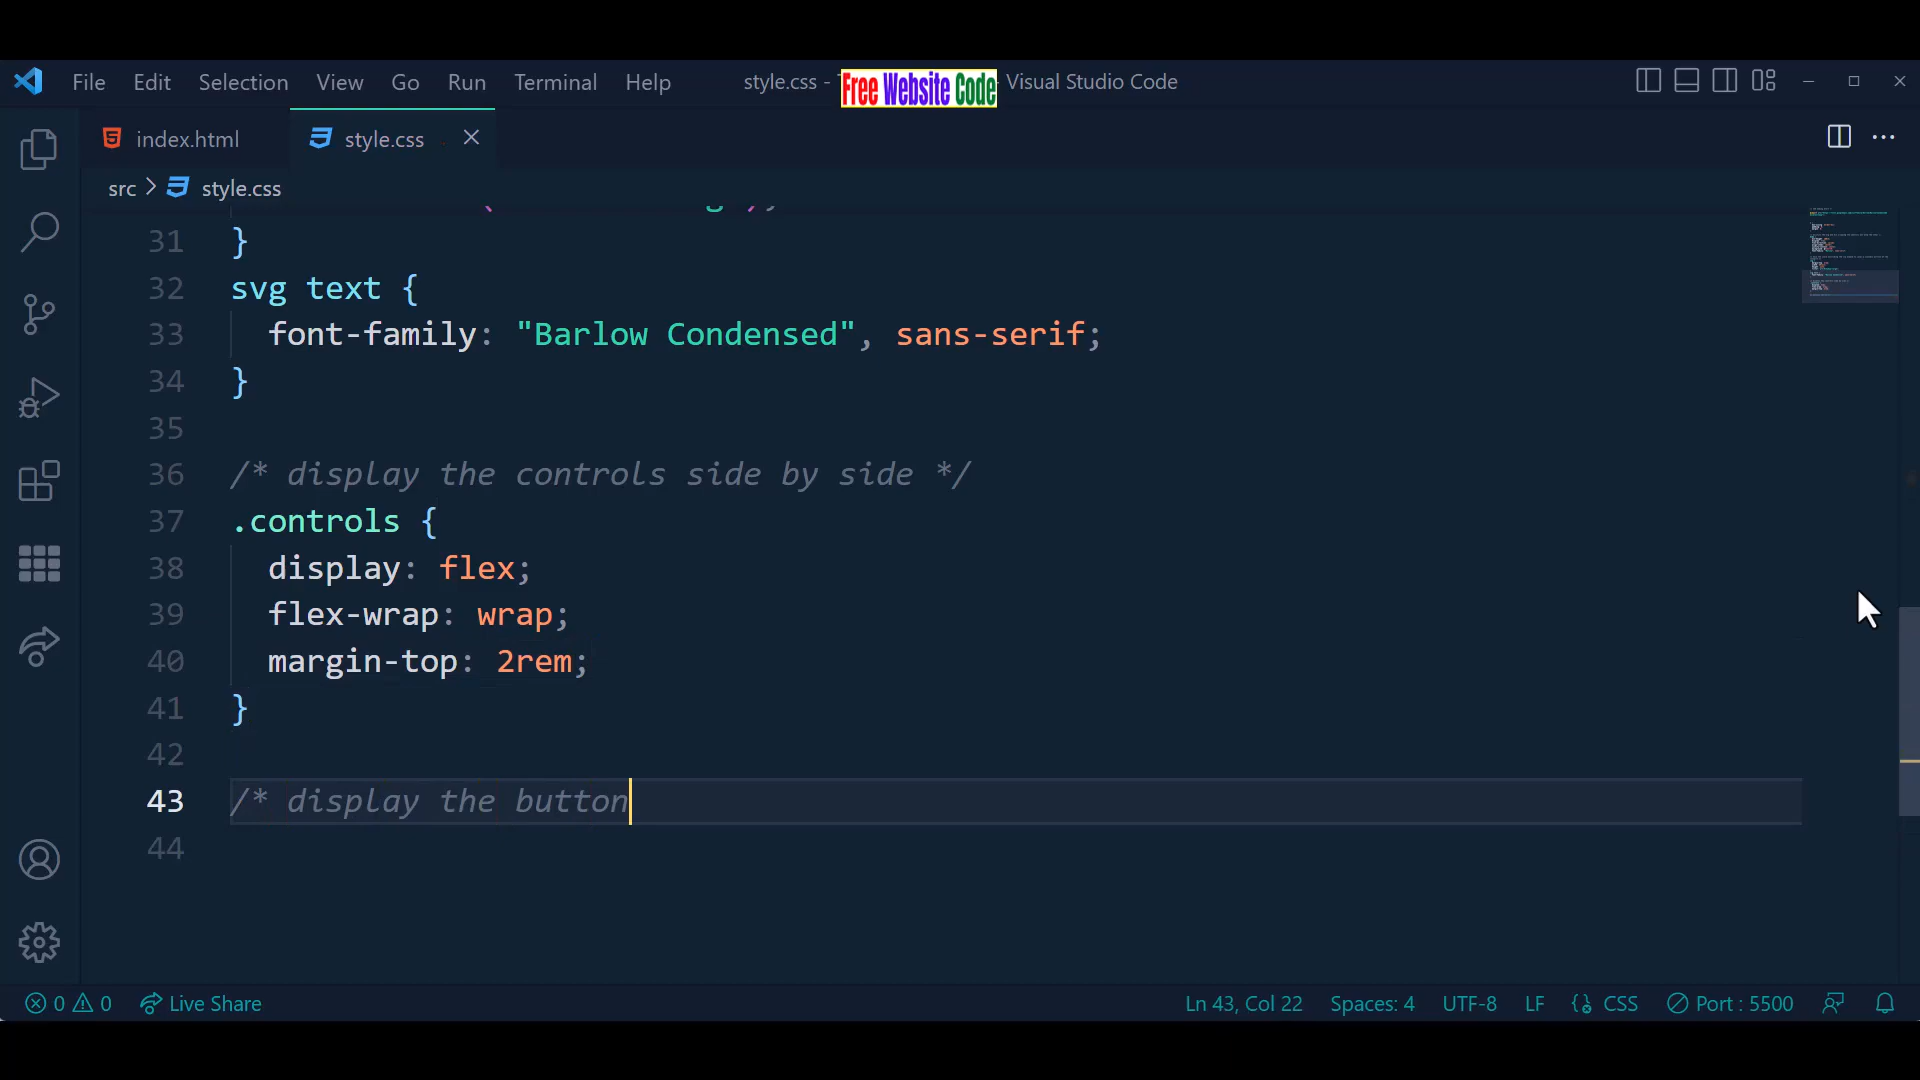 File Edit Selection View Go Run Terminal Help style.css - Free Website Code Visual Studio Code
index.html style.css
src > style.css
31 }
32 svg text {
33 font-family: "Barlow Condensed", sans-serif;
34 }
35
36 /* display the controls side by side */
37 .controls {
38 display: flex;
39 flex-wrap: wrap;
40 margin-top: 2rem;
41 }
42
43 /* display the button
44
0 0 Live Share Ln 43, Col 22 Spaces: 4 UTF-8 LF CSS Port : 5500